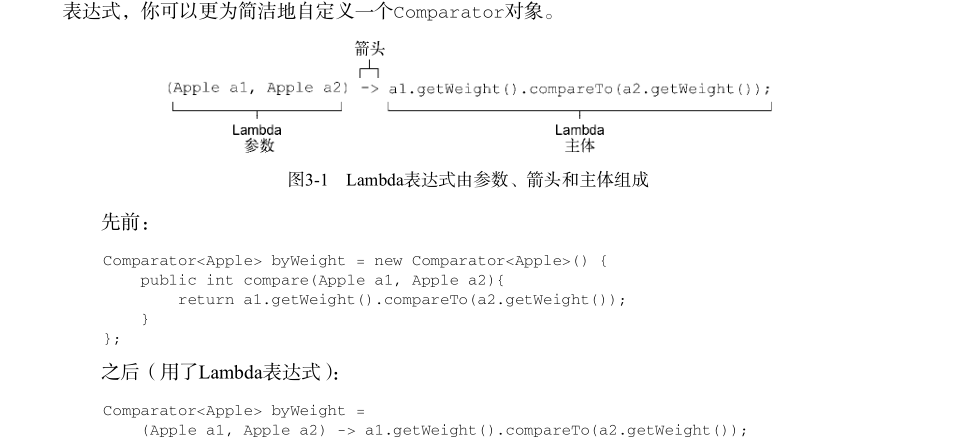 表达式，你可以更为简洁地自定义一个Comparator对象。
箭头
(Apple a1, Apple a2) -> a1.getWeight().compareTo(a2.getWeight());
Lambda Lambda
参数 主体
图3-1 Lambda表达式由参数、箭头和主体组成
先前：
Comparator<Apple> byWeight = new Comparator<Apple>() {
    public int compare(Apple a1, Apple a2){
        return a1.getWeight().compareTo(a2.getWeight());
    }
};
之后（用了Lambda表达式）：
Comparator<Apple> byWeight =
    (Apple a1, Apple a2) -> a1.getWeight().compareTo(a2.getWeight());